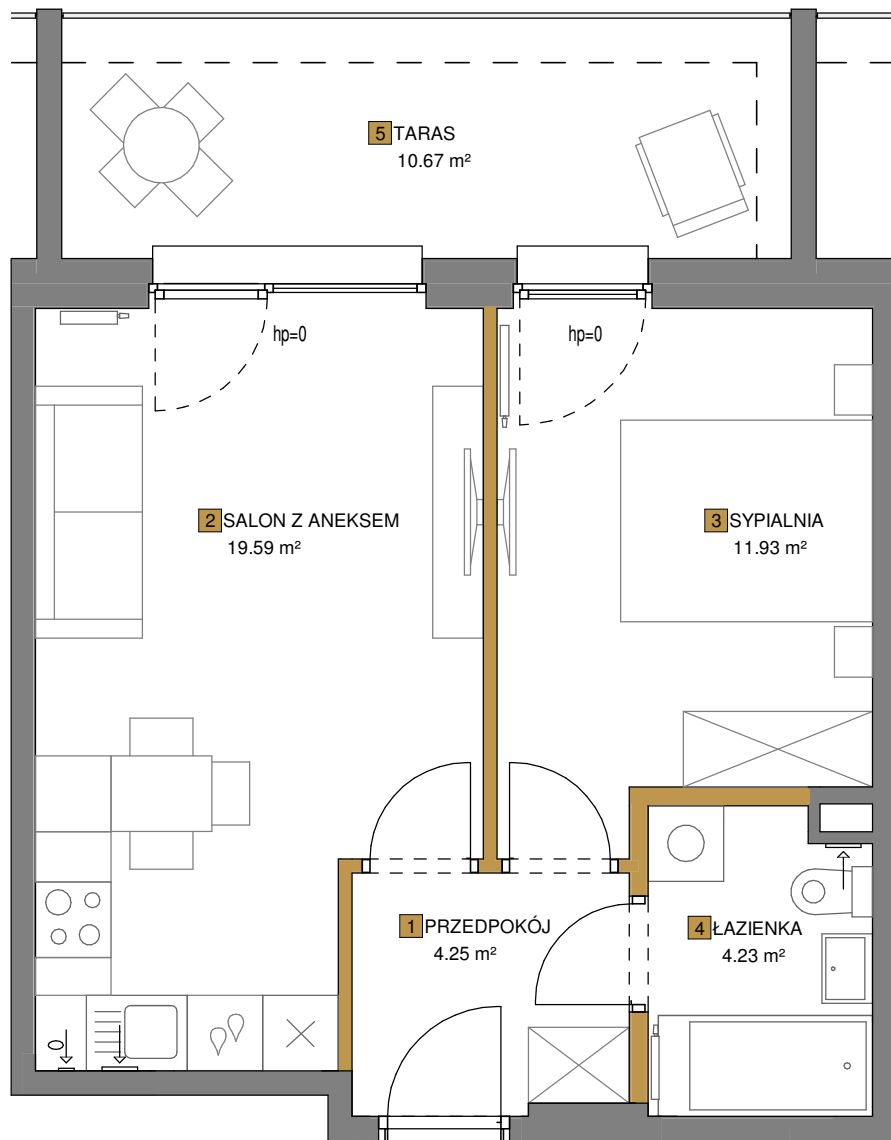 5 TARAS
10.67 m²
hp=0
hp=0
2 SALON Z ANEKSEM
19.59 m²
3 SYPIALNIA
11.93 m²
1 PRZEDPOKÓJ
4.25 m²
4 ŁAZIENKA
4.23 m²